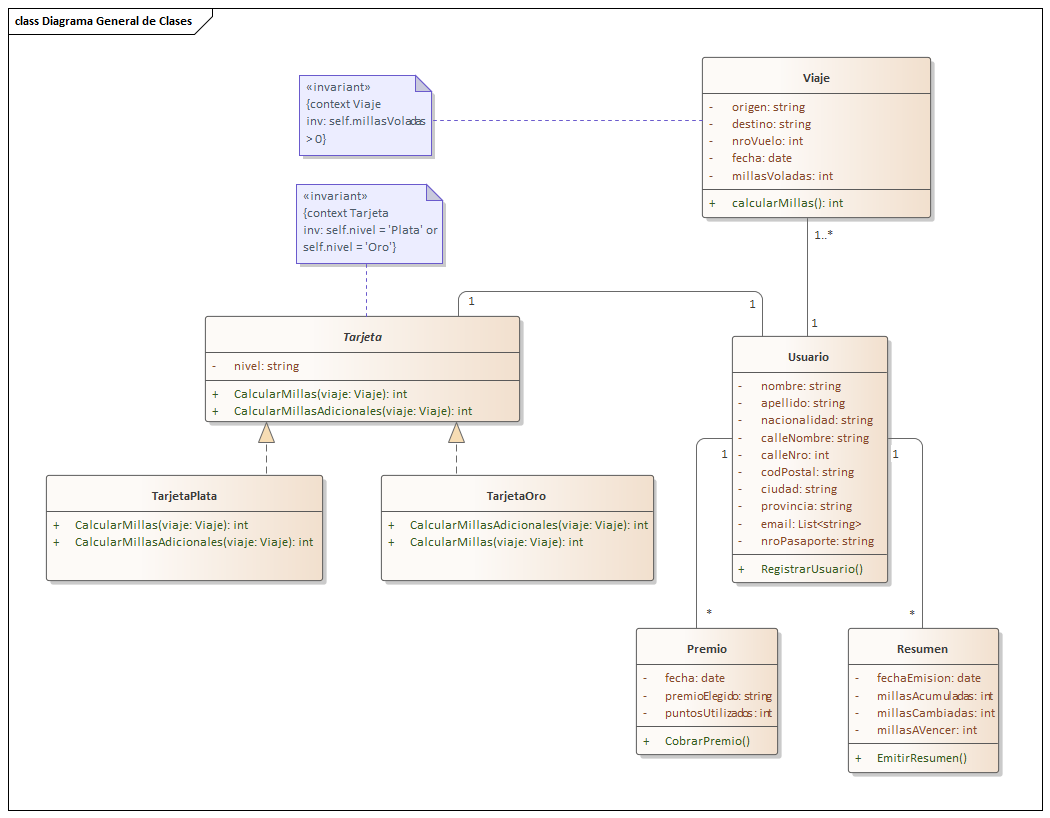 class Diagrama General de Clases
«invariant»
{context Viaje
inv: self.millasVoladas
> 0}
Viaje
- origen: string
- destino: string
- nroVuelo: int
- fecha: date
- millasVoladas: int
+ calcularMillas(): int
«invariant»
{context Tarjeta
inv: self.nivel = 'Plata' or
self.nivel = 'Oro'}
1..*
1
1
1
Tarjeta
- nivel: string
+ CalcularMillas(viaje: Viaje): int
+ CalcularMillasAdicionales(viaje: Viaje): int
Usuario
- nombre: string
- apellido: string
- nacionalidad: string
- calleNombre: string
- calleNro: int
- codPostal: string
- ciudad: string
- provincia: string
- email: List<string>
- nroPasaporte: string
+ RegistrarUsuario()
1
1
TarjetaPlata
+ CalcularMillas(viaje: Viaje): int
+ CalcularMillasAdicionales(viaje: Viaje): int
TarjetaOro
+ CalcularMillasAdicionales(viaje: Viaje): int
+ CalcularMillas(viaje: Viaje): int
*
*
Premio
- fecha: date
- premioElegido: string
- puntosUtilizados: int
+ CobrarPremio()
Resumen
- fechaEmision: date
- millasAcumuladas: int
- millasCambiadas: int
- millasAVencer: int
+ EmitirResumen()